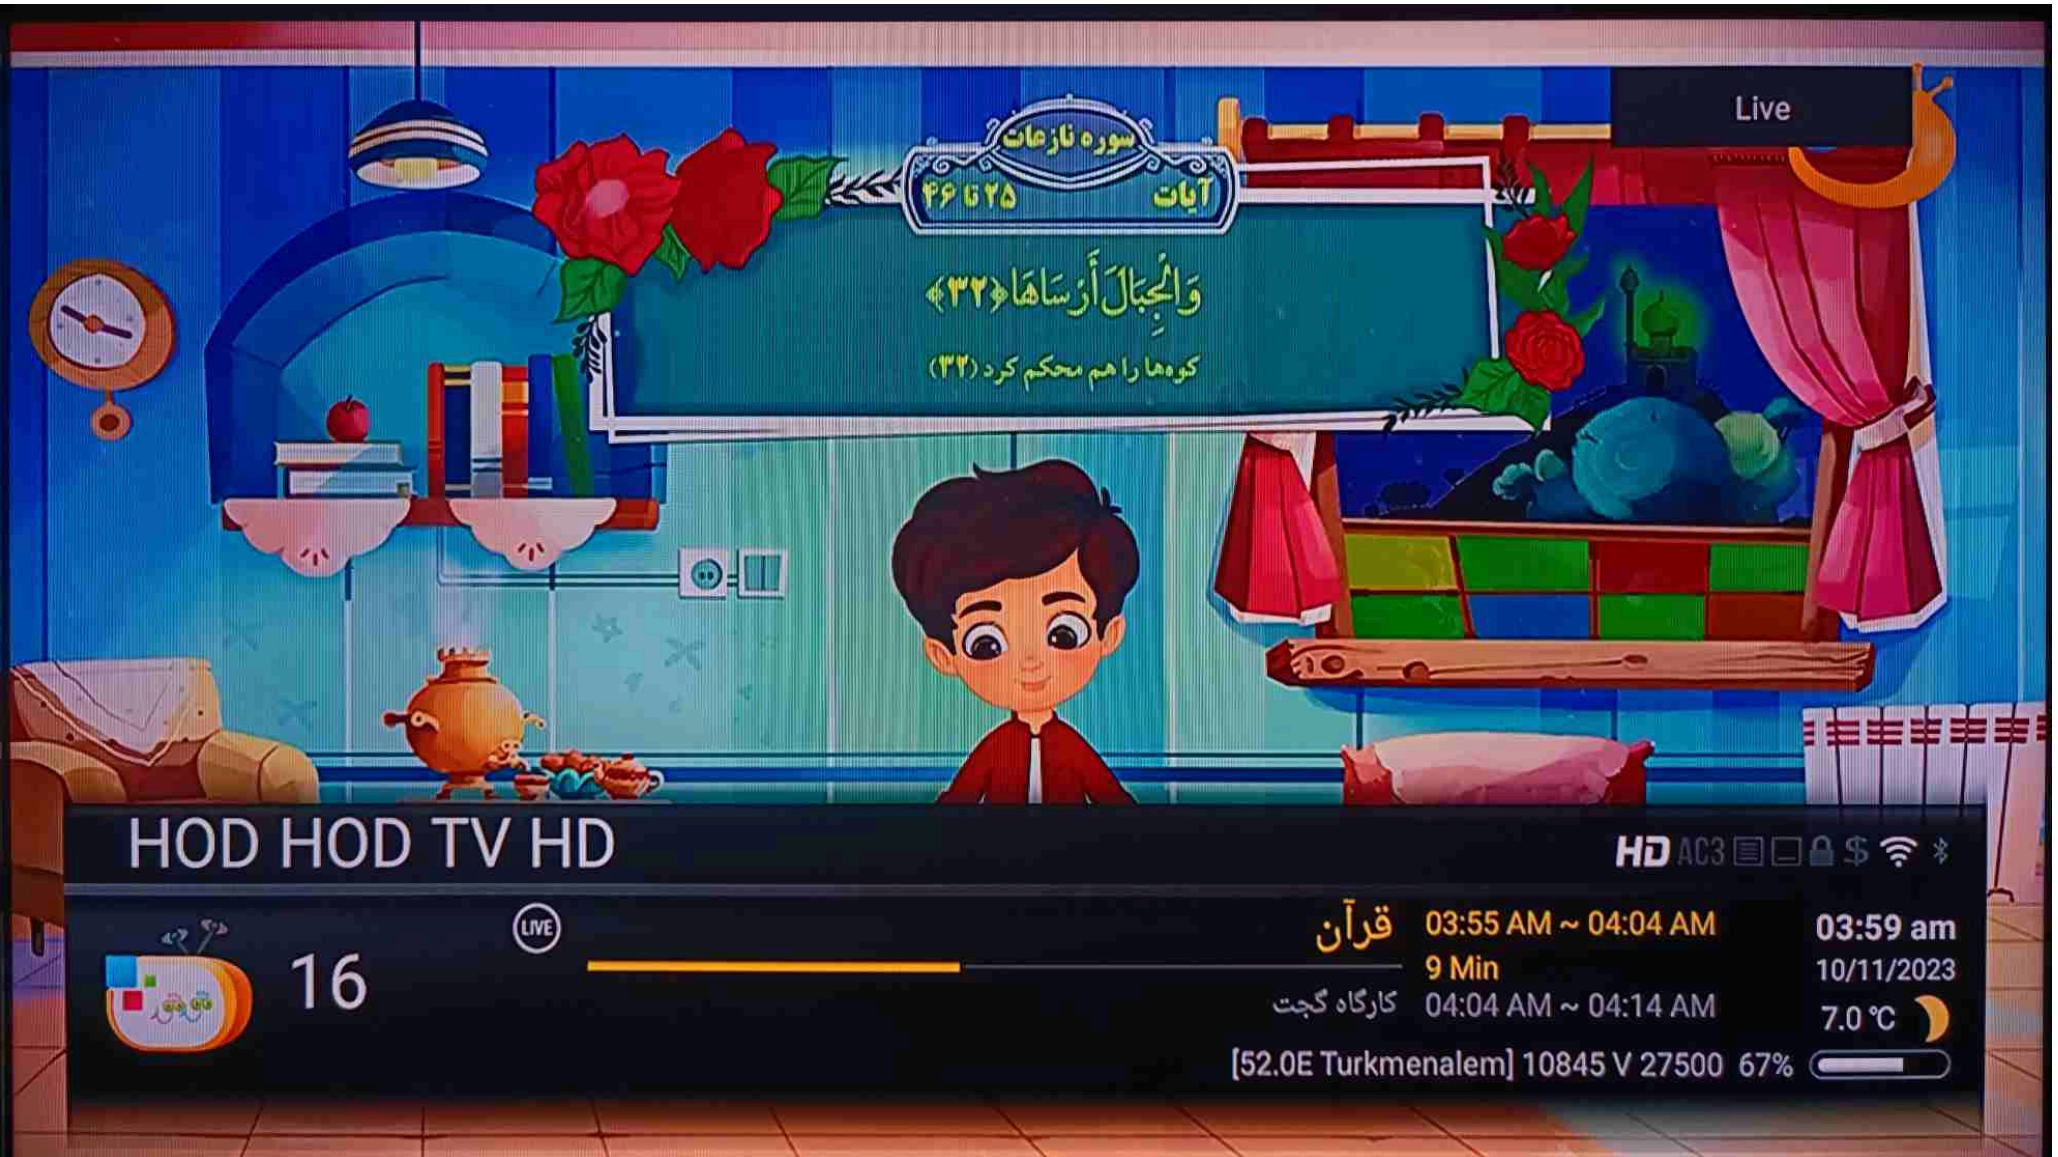 Live
سوره نازعات
آیات ۲۵ تا ۴۶
وَالْجِبَالَ أَرْسَاهَا﴿۳۲﴾
کوه‌ها را هم محکم کرد (۳۲)
HOD HOD TV HD
HD AC3 $
LIVE
16
قرآن 03:55 AM ~ 04:04 AM
9 Min
کارگاه گجت 04:04 AM ~ 04:14 AM
03:59 am
10/11/2023
7.0 °C
[52.0E Turkmenalem] 10845 V 27500 67%